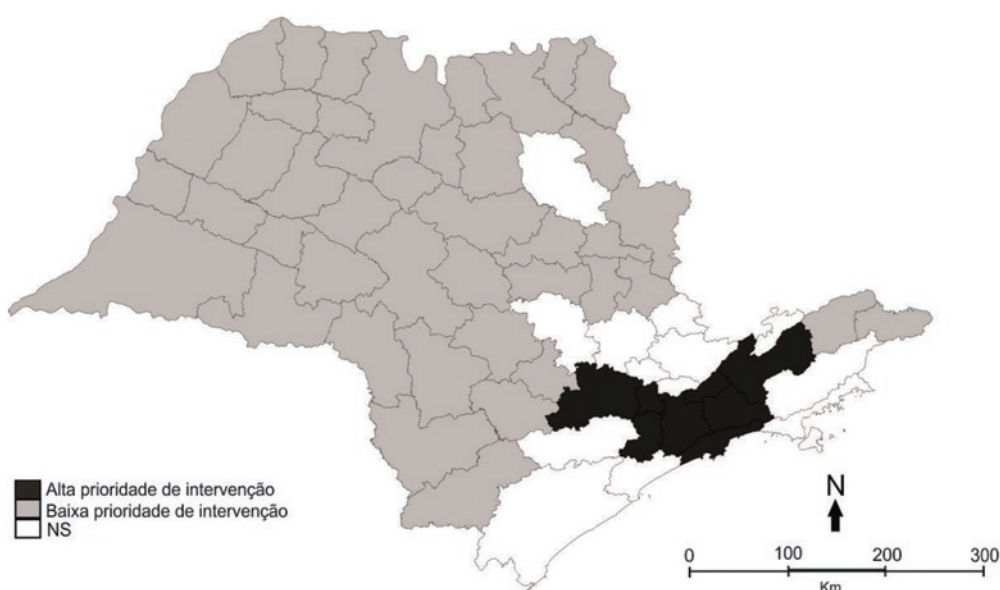 Alta prioridade de intervenção
Baixa prioridade de intervenção
NS
N
0 100 200 300
Km